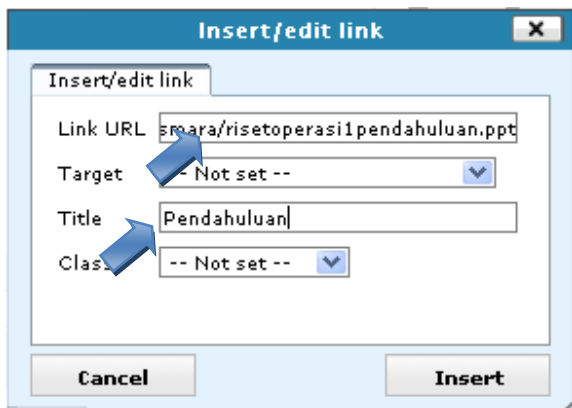 Insert/edit link
Insert/edit link
Link URL smara/risetoperasi1pendahuluan.ppt
Target -- Not set --
Title Pendahuluan
Clas -- Not set --
Cancel Insert